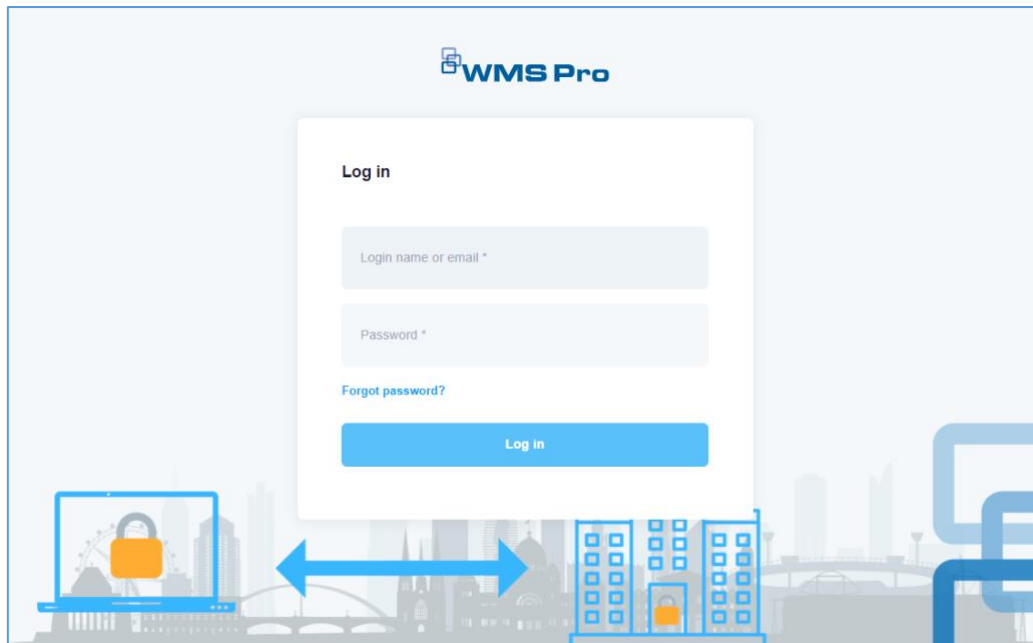 WMS Pro
Log in
Login name or email *
Password *
Forgot password?
Log in